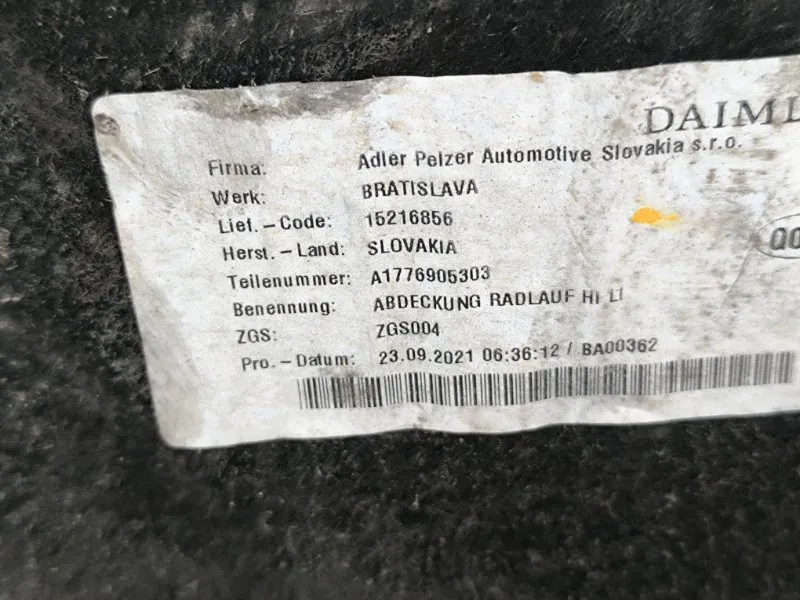 DAIML
Firma: Adler Pelzer Automotive Slovakia s.r.o.
Werk: BRATISLAVA
Lief.-Code: 15216856
Herst.-Land: SLOVAKIA
Teilenummer: A1776905303
Benennung: ABDECKUNG RADLAUF HI LI
ZGS: ZGS004
Pro.-Datum: 23.09.2021 06:36:12 / BA00362